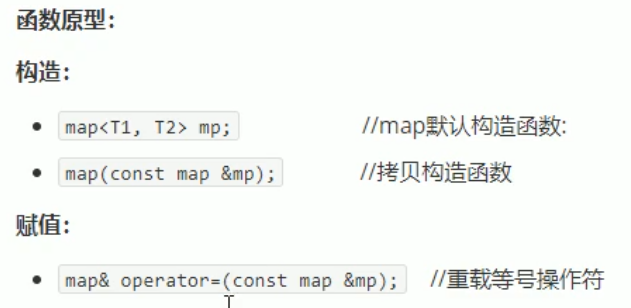 函数原型：
构造：
map<T1, T2> mp; //map默认构造函数:
map(const map &mp); //拷贝构造函数
赋值：
map& operator=(const map &mp); //重载等号操作符